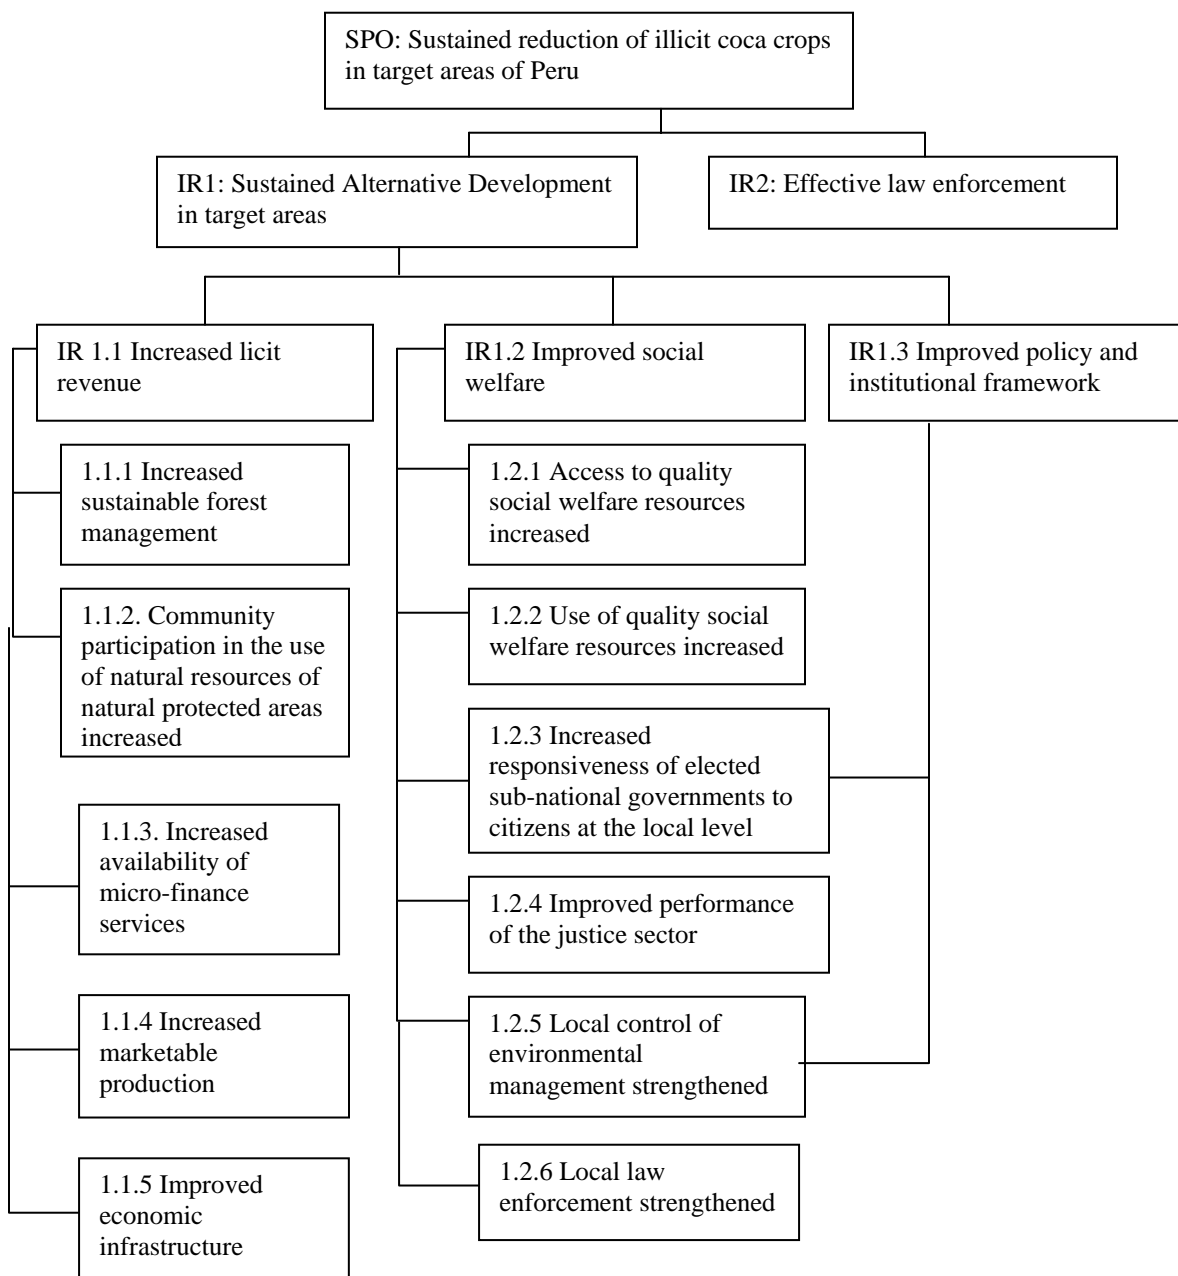 SPO: Sustained reduction of illicit coca crops
in target areas of Peru
IR1: Sustained Alternative Development
in target areas
IR2: Effective law enforcement
IR 1.1 Increased licit
revenue
IR1.2 Improved social
welfare
IR1.3 Improved policy and
institutional framework
1.1.1 Increased
sustainable forest
management
1.1.2. Community
participation in the use
of natural resources of
natural protected areas
increased
1.1.3. Increased
availability of
micro-finance
services
1.1.4 Increased
marketable
production
1.1.5 Improved
economic
infrastructure
1.2.1 Access to quality
social welfare resources
increased
1.2.2 Use of quality social
welfare resources increased
1.2.3 Increased
responsiveness of elected
sub-national governments to
citizens at the local level
1.2.4 Improved performance
of the justice sector
1.2.5 Local control of
environmental
management strengthened
1.2.6 Local law
enforcement strengthened